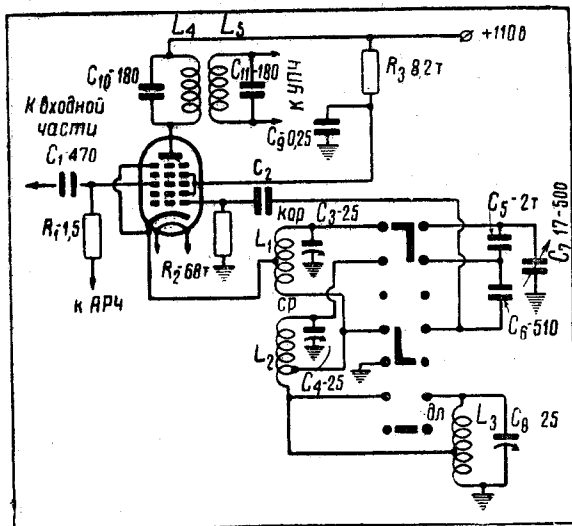 L4 L5
+110в
C10-180
C11-180
К УПЧ
R3 8,2т
C9 0,25
К входной
части
C1-470
C2
R1-1,5
R2-68т
к АРЧ
кор
C3-25
L1
ср
L2
C4-25
C5-2т
C7 17-500
C6-510
дл
L3
C8 25